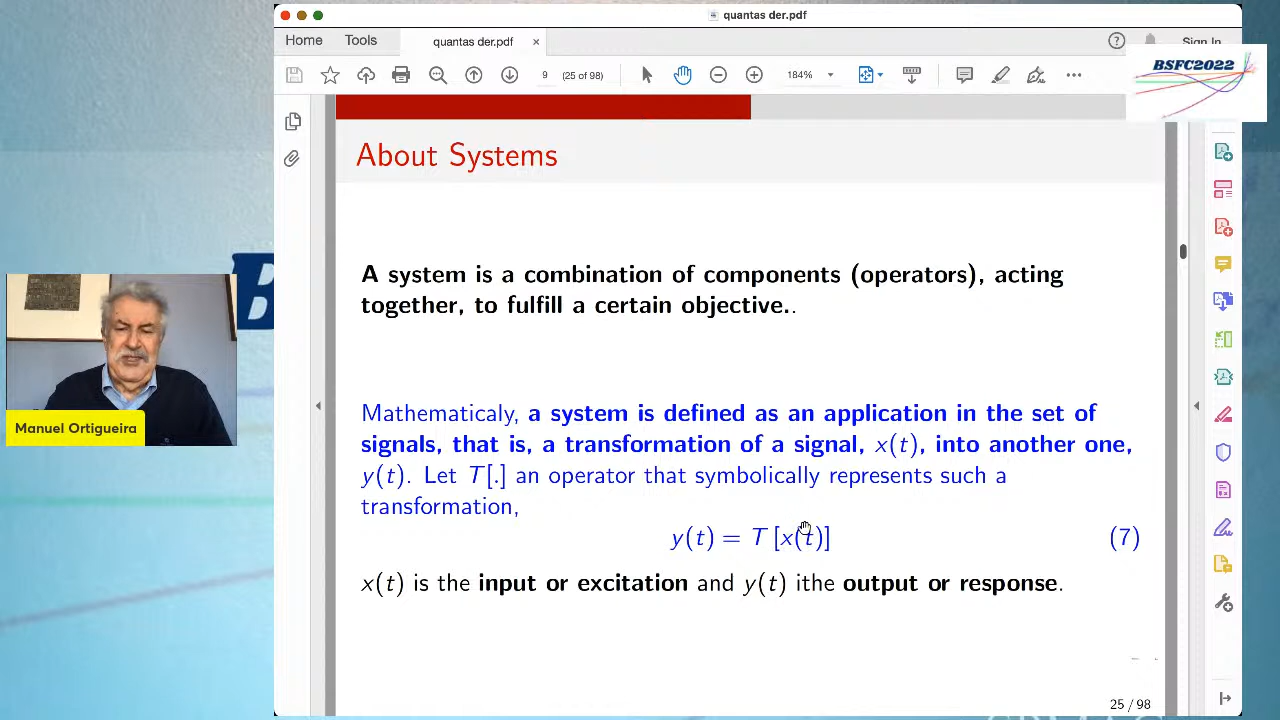 quantas der.pdf
Home
Tools
quantas der.pdf
×
Sign In
9
(25 of 98)
184%
BSFC2022
About Systems
A system is a combination of components (operators), acting
together, to fulfill a certain objective..
Mathematicaly, a system is defined as an application in the set of
signals, that is, a transformation of a signal, x(t), into another one,
y(t). Let T[.] an operator that symbolically represents such a
transformation,
y(t) = T [x(t)] (7)
x(t) is the input or excitation and y(t) ithe output or response.
25 / 98
Manuel Ortigueira